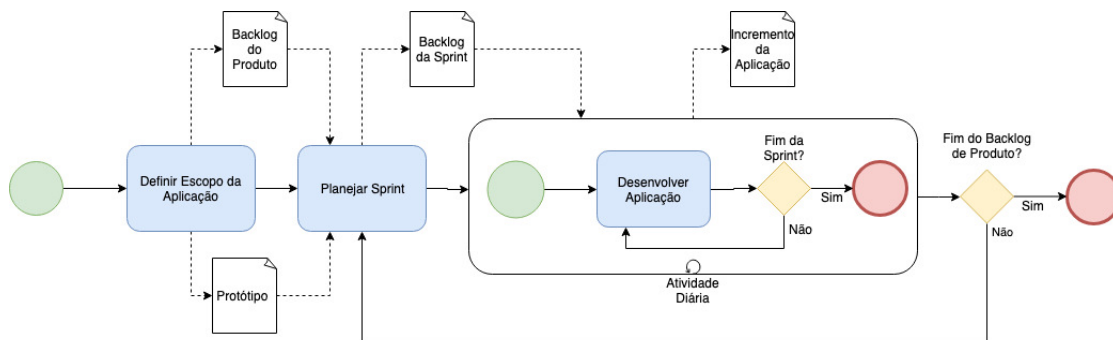 Backlog
do
Produto
Backlog
da Sprint
Incremento
da
Aplicação
Definir Escopo da
Aplicação
Planejar Sprint
Desenvolver
Aplicação
Fim da
Sprint?
Sim
Não
Fim do Backlog
de Produto?
Sim
Não
Protótipo
Atividade
Diária